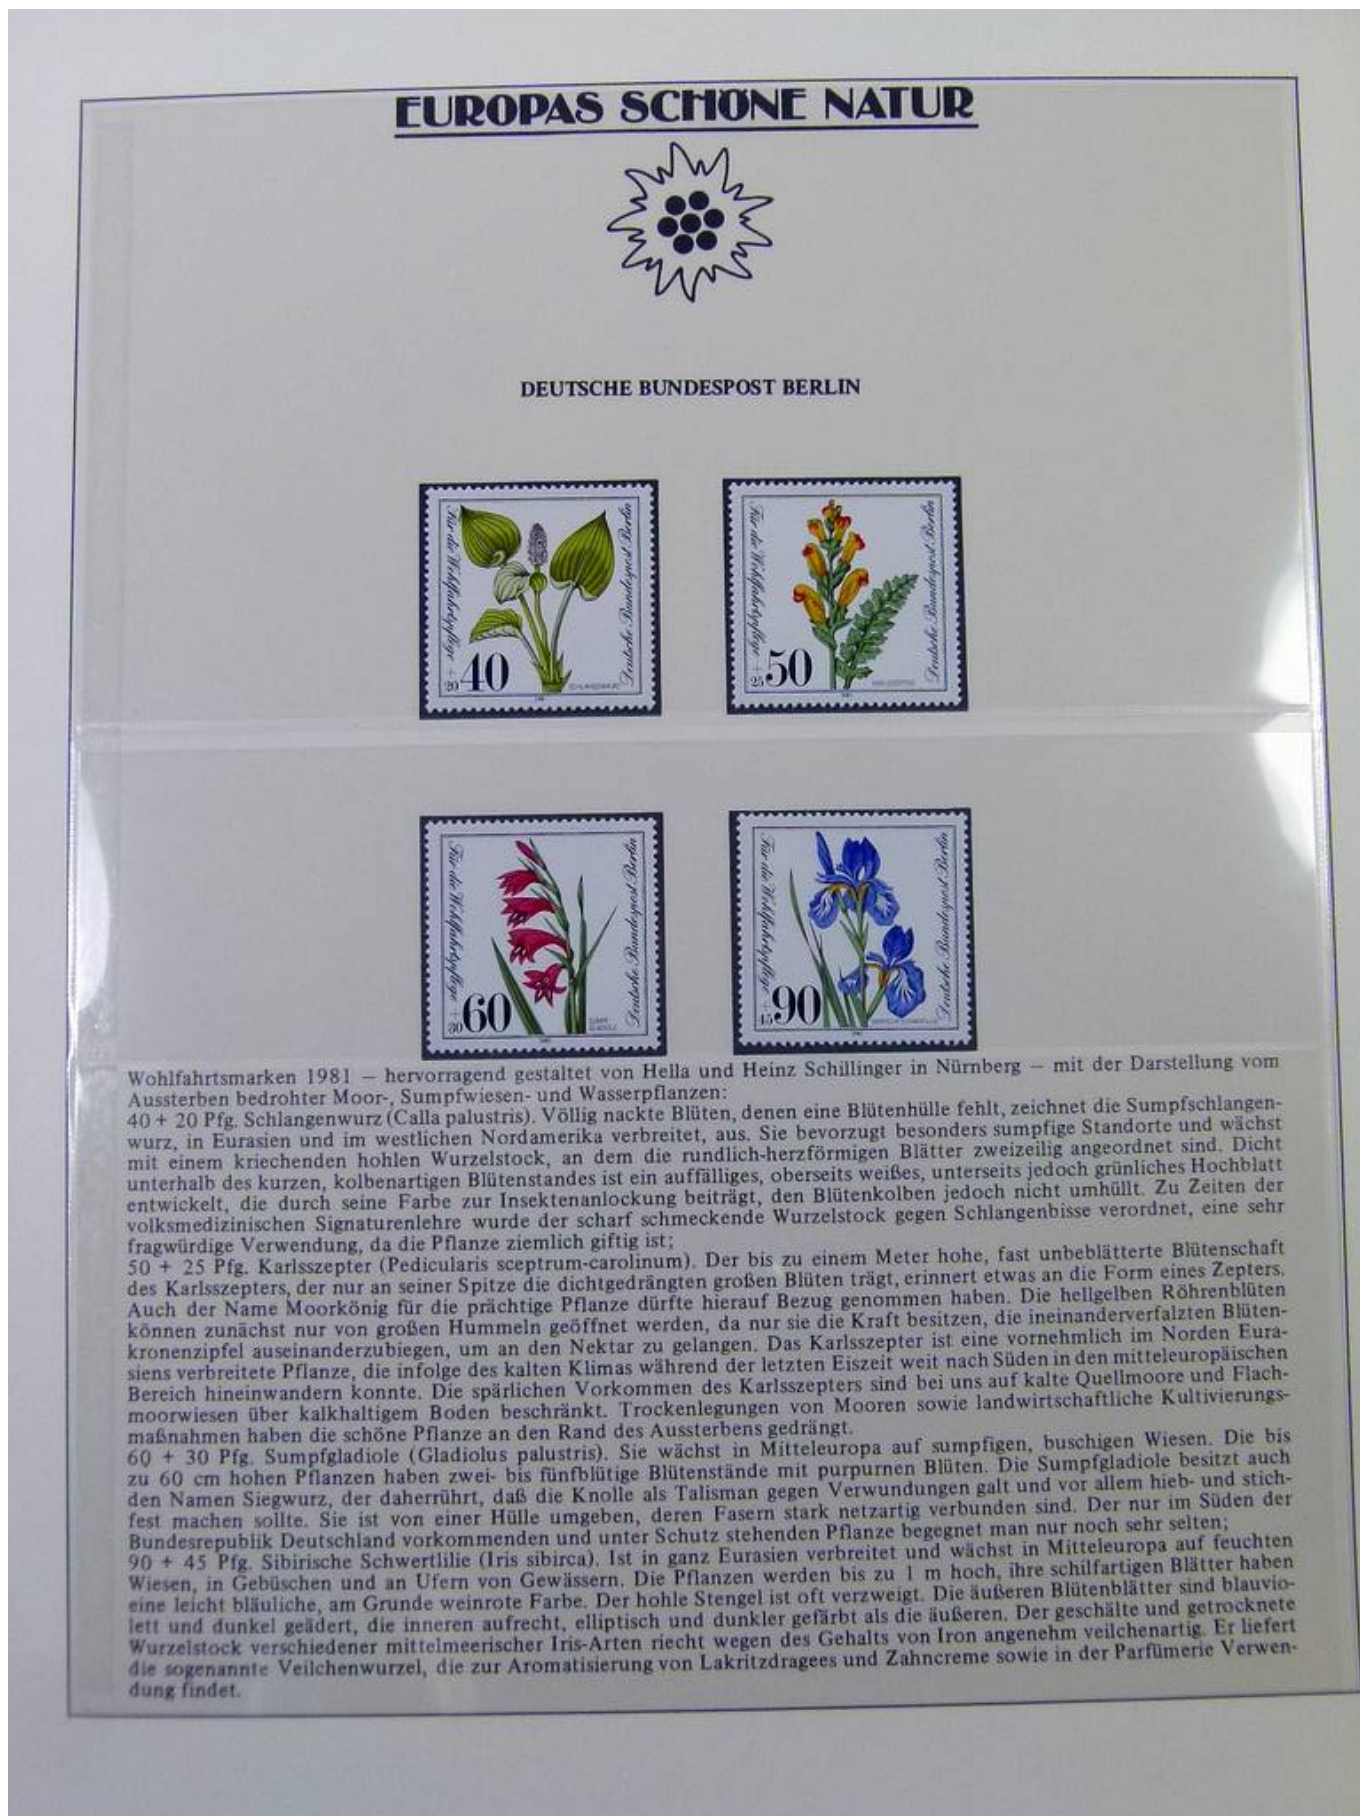 EUROPAS SCHÖNE NATUR
DEUTSCHE BUNDESPOST BERLIN
Für die Wohlfahrtspflege
+
20
40
Deutsche Bundespost Berlin
Für die Wohlfahrtspflege
+
25
50
Deutsche Bundespost Berlin
Für die Wohlfahrtspflege
+
30
60
SUMPF
GLADIOLE
Deutsche Bundespost Berlin
Für die Wohlfahrtspflege
+
45
90
Deutsche Bundespost Berlin
Wohlfahrtsmarken 1981 – hervorragend gestaltet von Hella und Heinz Schillinger in Nürnberg – mit der Darstellung vom
Aussterben bedrohter Moor-, Sumpfwiesen- und Wasserpflanzen:
40 + 20 Pfg. Schlangenwurz (Calla palustris). Völlig nackte Blüten, denen eine Blütenhülle fehlt, zeichnet die Sumpfschlangen-
wurz, in Eurasien und im westlichen Nordamerika verbreitet, aus. Sie bevorzugt besonders sumpfige Standorte und wächst
mit einem kriechenden hohlen Wurzelstock, an dem die rundlich-herzförmigen Blätter zweizeilig angeordnet sind. Dicht
unterhalb des kurzen, kolbenartigen Blütenstandes ist ein auffälliges, oberseits weißes, unterseits jedoch grünliches Hochblatt
entwickelt, die durch seine Farbe zur Insektenanlockung beiträgt, den Blütenkolben jedoch nicht umhüllt. Zu Zeiten der
volksmedizinischen Signaturenlehre wurde der scharf schmeckende Wurzelstock gegen Schlangenbisse verordnet, eine sehr
fragwürdige Verwendung, da die Pflanze ziemlich giftig ist;
50 + 25 Pfg. Karlsszepter (Pedicularis sceptrum-carolinum). Der bis zu einem Meter hohe, fast unbeblätterte Blütenschaft
des Karlsszepters, der nur an seiner Spitze die dichtgedrängten großen Blüten trägt, erinnert etwas an die Form eines Zepters.
Auch der Name Moorkönig für die prächtige Pflanze dürfte hierauf Bezug genommen haben. Die hellgelben Röhrenblüten
können zunächst nur von großen Hummeln geöffnet werden, da nur sie die Kraft besitzen, die ineinanderverfalzten Blüten-
kronenzipfel auseinanderzubiegen, um an den Nektar zu gelangen. Das Karlsszepter ist eine vornehmlich im Norden Eura-
siens verbreitete Pflanze, die infolge des kalten Klimas während der letzten Eiszeit weit nach Süden in den mitteleuropäischen
Bereich hineinwandern konnte. Die spärlichen Vorkommen des Karlsszepters sind bei uns auf kalte Quellmoore und Flach-
moorwiesen über kalkhaltigem Boden beschränkt. Trockenlegungen von Mooren sowie landwirtschaftliche Kultivierungs-
maßnahmen haben die schöne Pflanze an den Rand des Aussterbens gedrängt.
60 + 30 Pfg. Sumpfgladiole (Gladiolus palustris). Sie wächst in Mitteleuropa auf sumpfigen, buschigen Wiesen. Die bis
zu 60 cm hohen Pflanzen haben zwei- bis fünfblütige Blütenstände mit purpurnen Blüten. Die Sumpfgladiole besitzt auch
den Namen Siegwurz, der daherrührt, daß die Knolle als Talisman gegen Verwundungen galt und vor allem hieb- und stich-
fest machen sollte. Sie ist von einer Hülle umgeben, deren Fasern stark netzartig verbunden sind. Der nur im Süden der
Bundesrepublik Deutschland vorkommenden und unter Schutz stehenden Pflanze begegnet man nur noch sehr selten;
90 + 45 Pfg. Sibirische Schwertlilie (Iris sibirca). Ist in ganz Eurasien verbreitet und wächst in Mitteleuropa auf feuchten
Wiesen, in Gebüschen und an Ufern von Gewässern. Die Pflanzen werden bis zu 1 m hoch, ihre schilfartigen Blätter haben
eine leicht bläuliche, am Grunde weinrote Farbe. Der hohle Stengel ist oft verzweigt. Die äußeren Blütenblätter sind blauvio-
lett und dunkel geädert, die inneren aufrecht, elliptisch und dunkler gefärbt als die äußeren. Der geschälte und getrocknete
Wurzelstock verschiedener mittelmeerischer Iris-Arten riecht wegen des Gehalts von Iron angenehm veilchenartig. Er liefert
die sogenannte Veilchenwurzel, die zur Aromatisierung von Lakritzdragees und Zahncreme sowie in der Parfümerie Verwen-
dung findet.